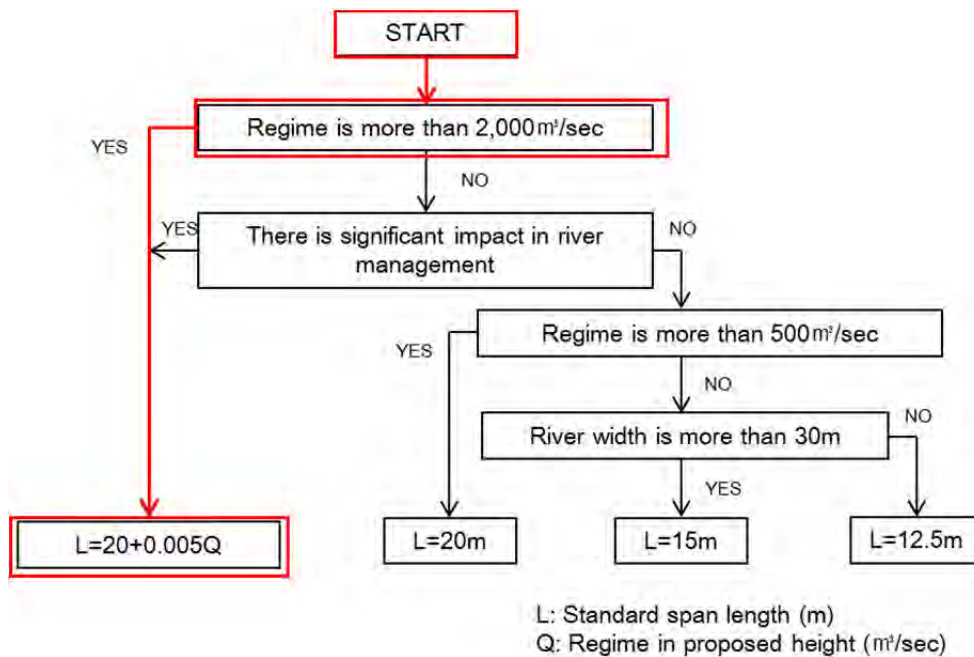 START
Regime is more than 2,000㎥/sec
YES
NO
YES
There is significant impact in river
management
NO
Regime is more than 500㎥/sec
YES
NO
River width is more than 30m
NO
YES
L=20+0.005Q
L=20m
L=15m
L=12.5m
L: Standard span length (m)
Q: Regime in proposed height (㎥/sec)